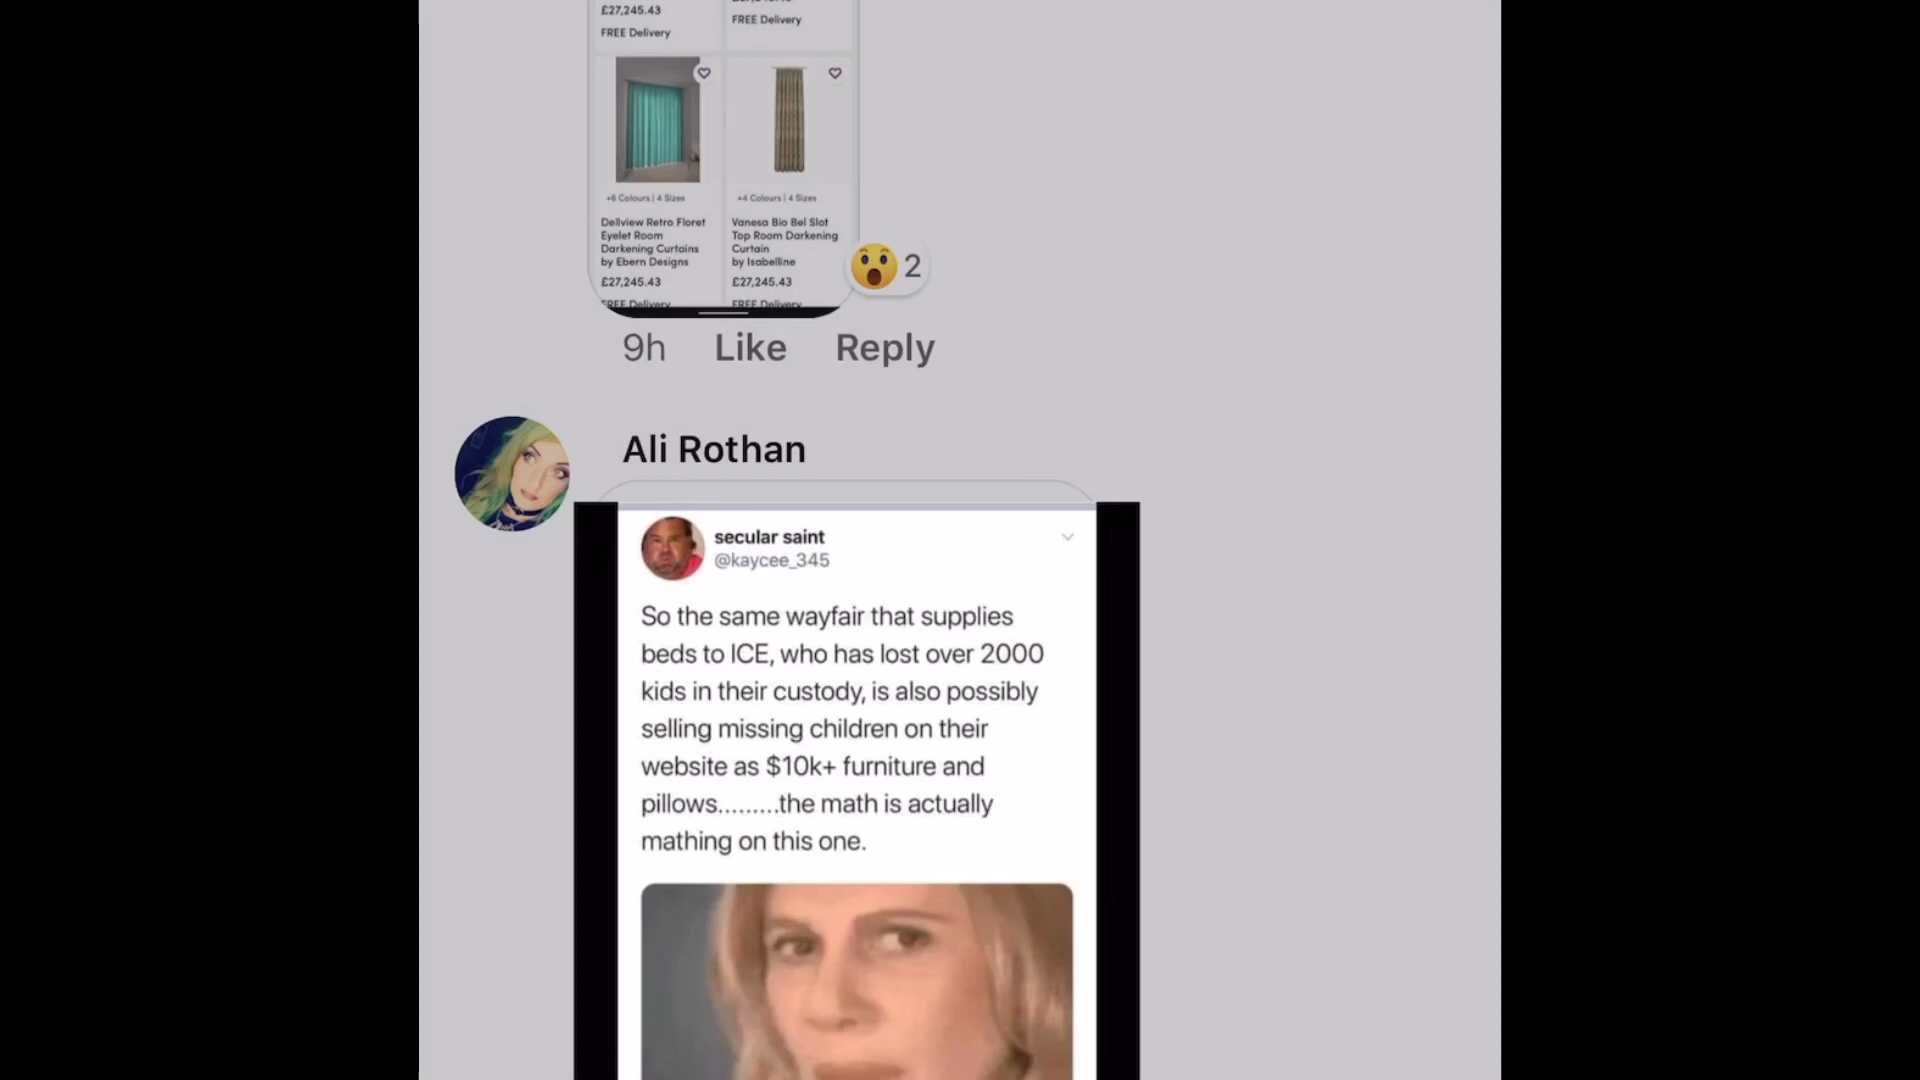 £27,245.43
FREE Delivery
FREE Delivery
+6 Colours | 4 Sizes
+4 Colours | 4 Sizes
Dellview Retro Floret
Eyelet Room
Darkening Curtains
by Ebern Designs
£27,245.43
FREE Delivery
Vanesa Bio Bel Slot
Top Room Darkening
Curtain
by Isabelline
£27,245.43
FREE Delivery
2
9h Like Reply
Ali Rothan
secular saint
@kaycee_345
So the same wayfair that supplies
beds to ICE, who has lost over 2000
kids in their custody, is also possibly
selling missing children on their
website as $10k+ furniture and
pillows.........the math is actually
mathing on this one.